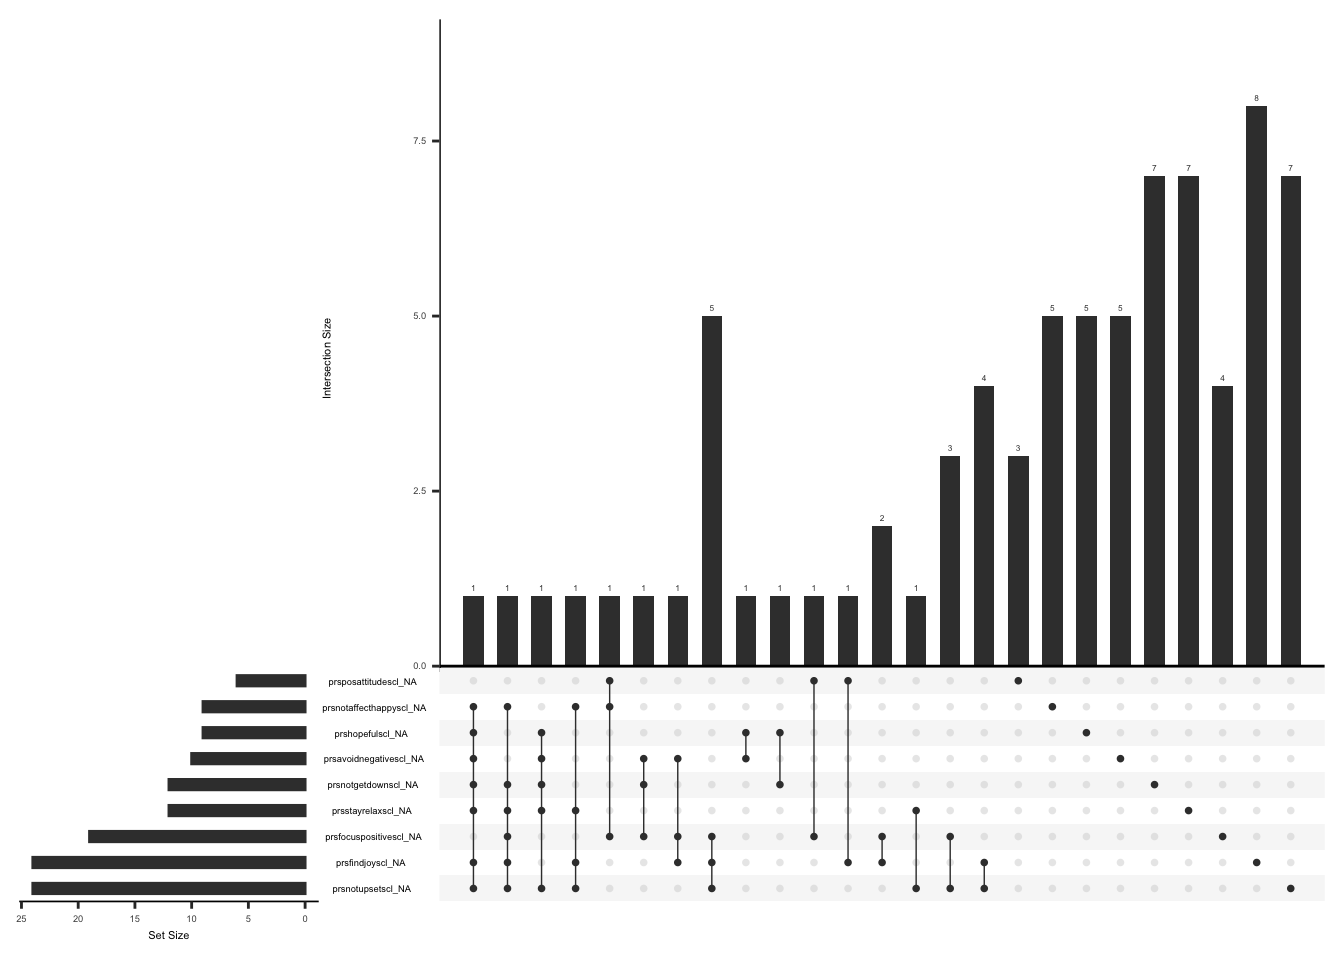 8
7.5
7 7 7
5.0
Intersection Size
5 5 5 5
4 4
3 3
2.5
2
1 1 1 1 1 1 1 1 1 1 1 1
0.0
prsposattitudescl_NA
prsnotaffecthappyscl_NA
prshopefulscl_NA
prsavoidnegativescl_NA
prsnotgetdownscl_NA
prsstayrelaxscl_NA
prsfocuspositivescl_NA
prsfindjoyscl_NA
prsnotupsetscl_NA
25 20 15 10 5 0
Set Size